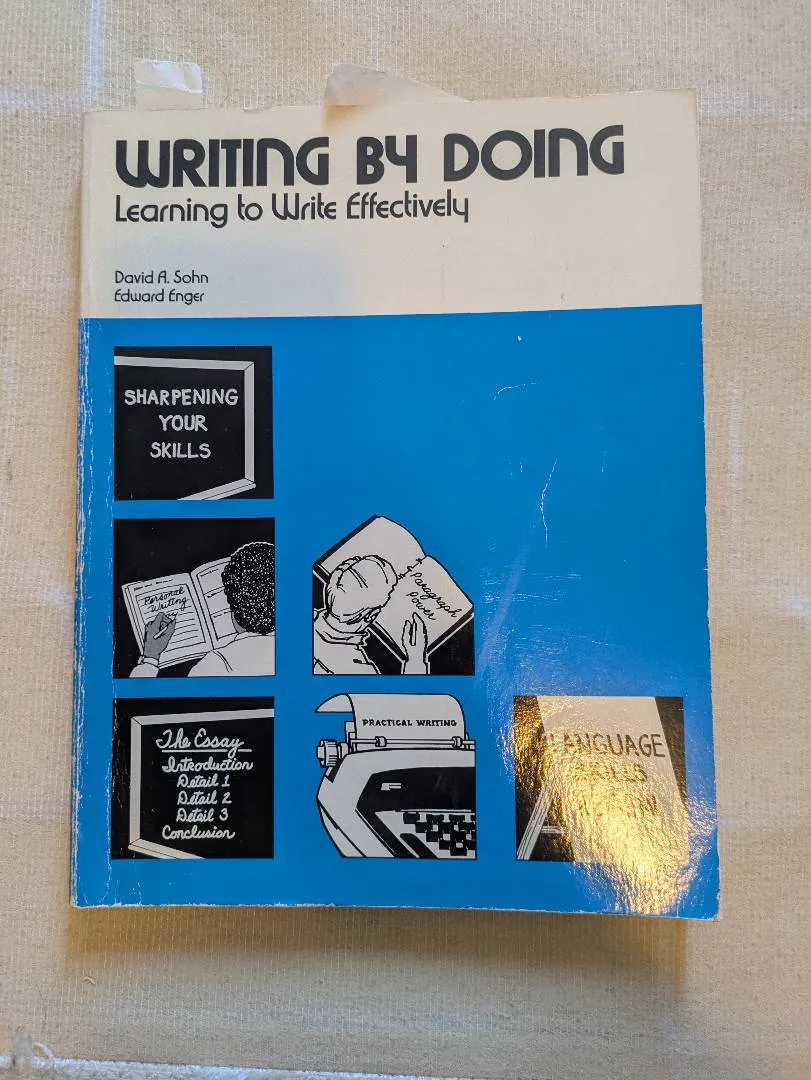 WRITING BY DOING
Learning to Write Effectively
David A. Sohn
Edward Enger
SHARPENING
YOUR
SKILLS
Personal
Writing
Paragraph
Power
The Essay
Introduction
Detail 1
Detail 2
Detail 3
Conclusion
PRACTICAL WRITING
LANGUAGE
SKILLS